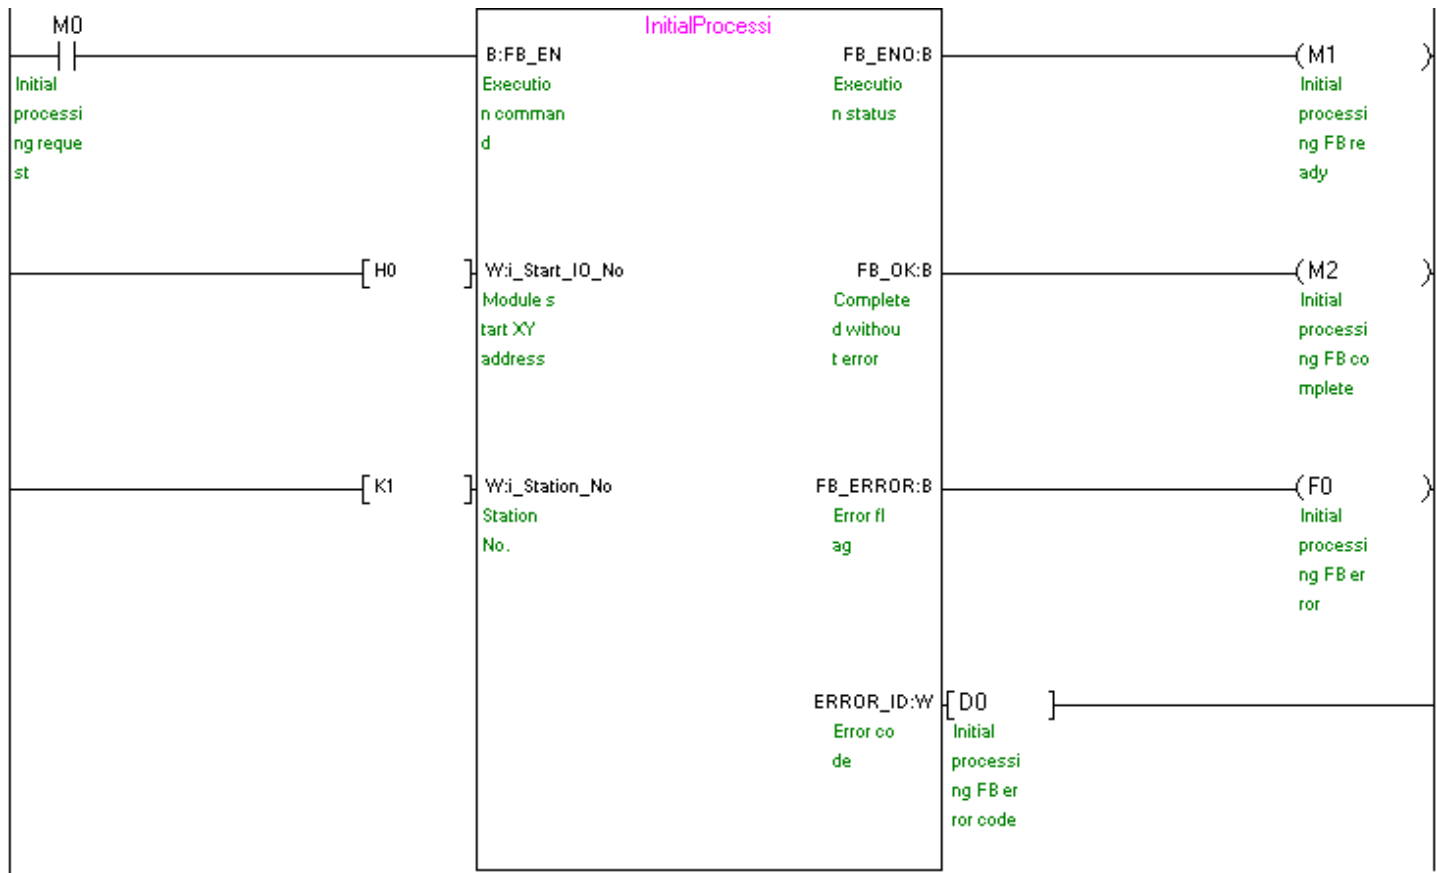 M0
InitialProcessi
B:FB_EN
FB_ENO:B
M1
Initial
processi
ng reque
st
Executio
n comman
d
Executio
n status
Initial
processi
ng FB re
ady
H0
W:i_Start_IO_No
FB_OK:B
M2
Module s
tart XY
address
Complete
d withou
t error
Initial
processi
ng FB co
mplete
K1
W:i_Station_No
FB_ERROR:B
F0
Station
No.
Error fl
ag
Initial
processi
ng FB er
ror
ERROR_ID:W
D0
Error co
de
Initial
processi
ng FB er
ror code